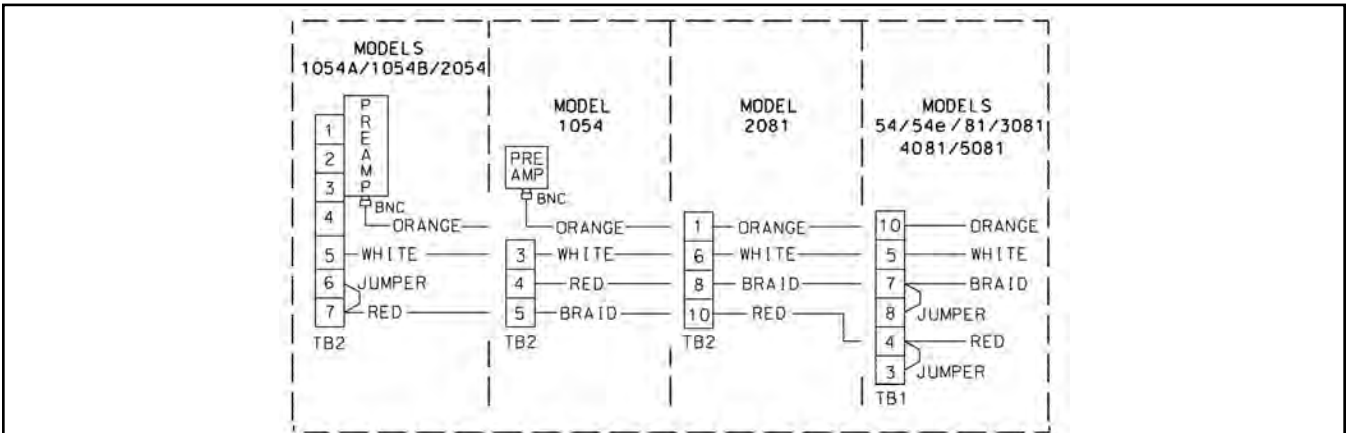 MODELS
1054A/1054B/2054
PREAMP
1
2
3
4
5
6
7
BNC
ORANGE
WHITE
JUMPER
RED
TB2
MODEL
1054
PRE
AMP
BNC
ORANGE
3 WHITE
4 RED
5 BRAID
TB2
MODEL
2081
1 ORANGE
6 WHITE
8 BRAID
10 RED
TB2
MODELS
54/54e/81/3081
4081/5081
10 ORANGE
5 WHITE
7 BRAID
8 JUMPER
4 RED
3 JUMPER
TB1